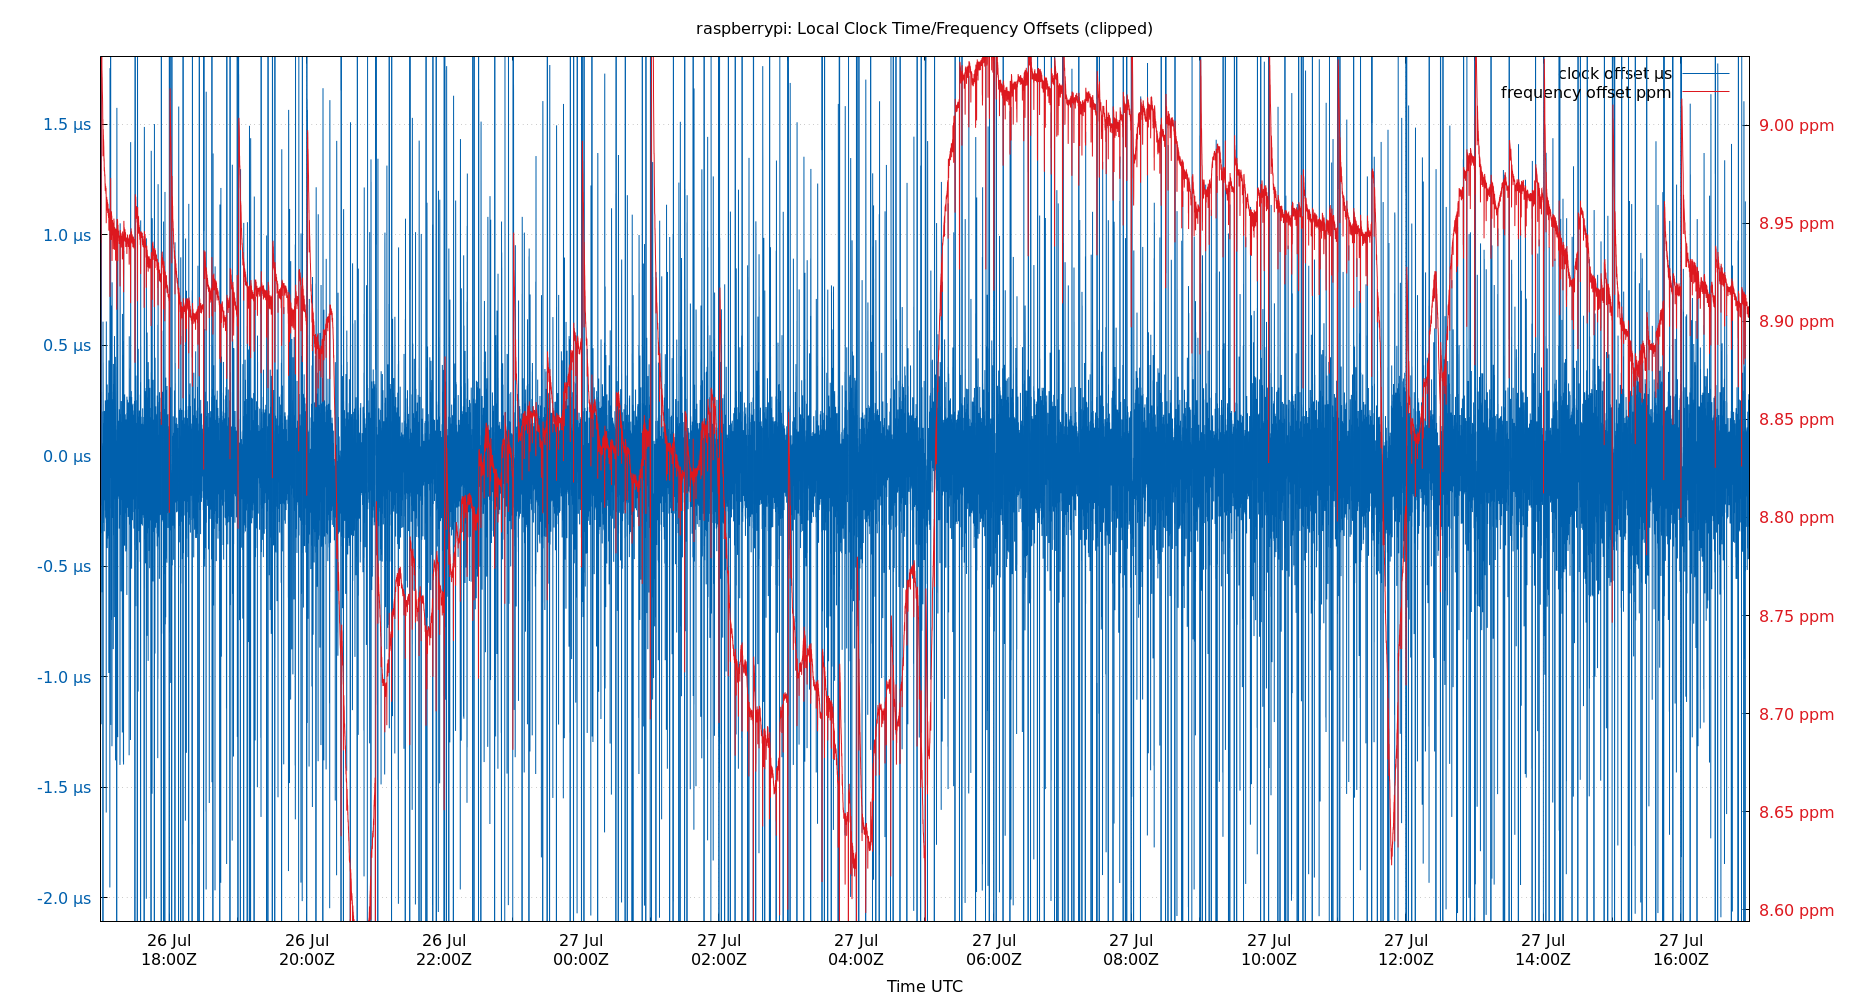 raspberrypi: Local Clock Time/Frequency Offsets (clipped)
clock offset µs
frequency offset ppm
1.5 µs
1.0 µs
0.5 µs
0.0 µs
-0.5 µs
-1.0 µs
-1.5 µs
-2.0 µs
9.00 ppm
8.95 ppm
8.90 ppm
8.85 ppm
8.80 ppm
8.75 ppm
8.70 ppm
8.65 ppm
8.60 ppm
26 Jul 26 Jul 26 Jul 27 Jul 27 Jul 27 Jul 27 Jul 27 Jul 27 Jul 27 Jul 27 Jul 27 Jul
18:00Z 20:00Z 22:00Z 00:00Z 02:00Z 04:00Z 06:00Z 08:00Z 10:00Z 12:00Z 14:00Z 16:00Z
Time UTC